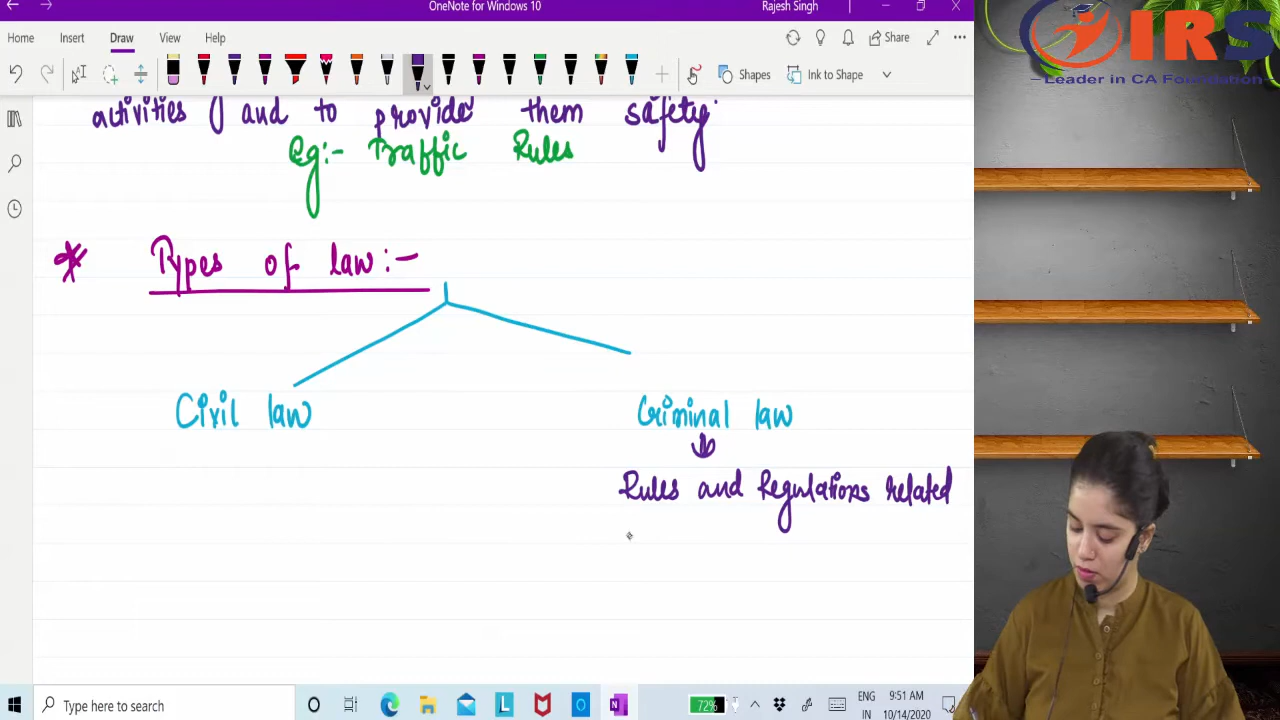 OneNote for Windows 10
Rajesh Singh
Home Insert Draw View Help
Share
Shapes
Ink to Shape
IRS
Leader in CA Foundation
activities & and to provide them safety.
Eg:- Traffic Rules
* Types of law:-
Civil law
Criminal law
Rules and Regulations related
Type here to search
72%
ENG
IN
9:51 AM
10/14/2020